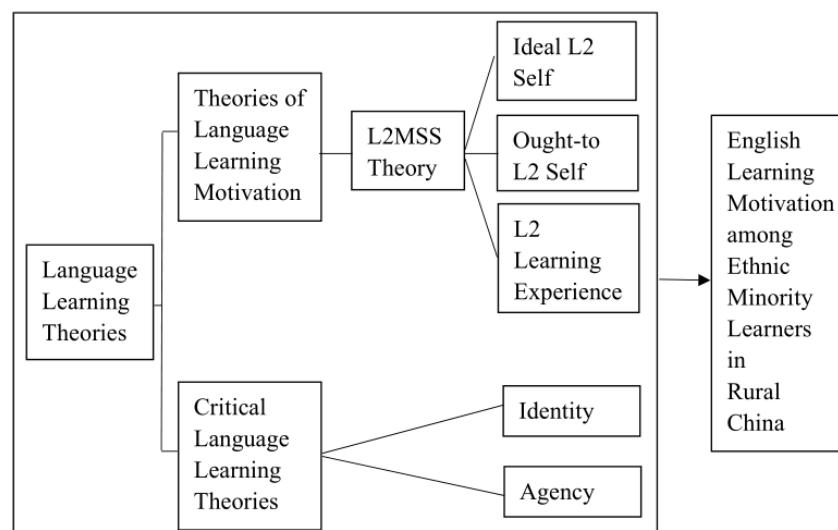 Language
Learning
Theories
Theories of
Language
Learning
Motivation
L2MSS
Theory
Ideal L2
Self
Ought-to
L2 Self
L2
Learning
Experience
Critical
Language
Learning
Theories
Identity
Agency
English
Learning
Motivation
among
Ethnic
Minority
Learners
in
Rural
China